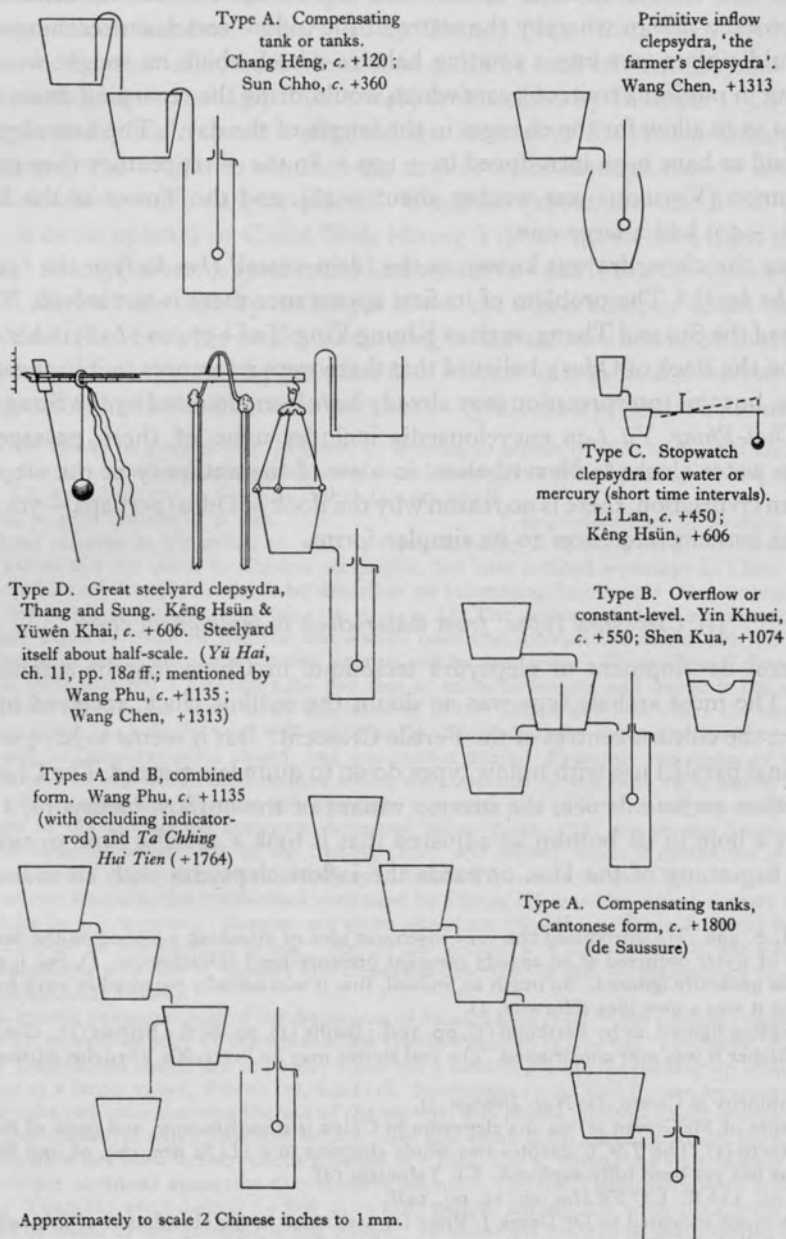 Type A. Compensating
tank or tanks.
Chang Hêng, c. +120;
Sun Chho, c. +360
Primitive inflow
clepsydra, ‘the
farmer’s clepsydra’.
Wang Chen, +1313
Type C. Stopwatch
clepsydra for water or
mercury (short time intervals).
Li Lan, c. +450;
Kêng Hsün, +606
Type D. Great steelyard clepsydra,
Thang and Sung. Kêng Hsün &
Yüwên Khai, c. +606. Steelyard
itself about half-scale. (Yü Hai,
ch. 11, pp. 18a ff.; mentioned by
Wang Phu, c. +1135;
Wang Chen, +1313)
Type B. Overflow or
constant-level. Yin Khuei,
c. +550; Shen Kua, +1074
Types A and B, combined
form. Wang Phu, c. +1135
(with occluding indicator-
rod) and Ta Chhing
Hui Tien (+1764)
Type A. Compensating tanks,
Cantonese form, c. +1800
(de Saussure)
Approximately to scale 2 Chinese inches to 1 mm.